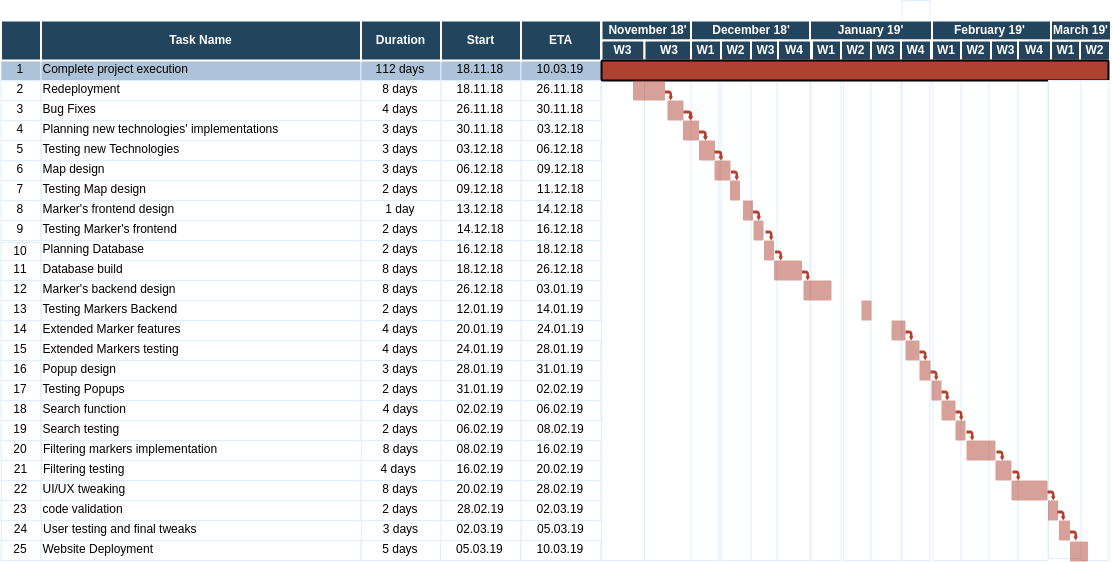 Task Name Duration Start ETA November 18' December 18' January 19' February 19' March 19'
W3 W3 W1 W2 W3 W4 W1 W2 W3 W4 W1 W2 W3 W4 W1 W2
1 Complete project execution 112 days 18.11.18 10.03.19
2 Redeployment 8 days 18.11.18 26.11.18
3 Bug Fixes 4 days 26.11.18 30.11.18
4 Planning new technologies' implementations 3 days 30.11.18 03.12.18
5 Testing new Technologies 3 days 03.12.18 06.12.18
6 Map design 3 days 06.12.18 09.12.18
7 Testing Map design 2 days 09.12.18 11.12.18
8 Marker's frontend design 1 day 13.12.18 14.12.18
9 Testing Marker's frontend 2 days 14.12.18 16.12.18
10 Planning Database 2 days 16.12.18 18.12.18
11 Database build 8 days 18.12.18 26.12.18
12 Marker's backend design 8 days 26.12.18 03.01.19
13 Testing Markers Backend 2 days 12.01.19 14.01.19
14 Extended Marker features 4 days 20.01.19 24.01.19
15 Extended Markers testing 4 days 24.01.19 28.01.19
16 Popup design 3 days 28.01.19 31.01.19
17 Testing Popups 2 days 31.01.19 02.02.19
18 Search function 4 days 02.02.19 06.02.19
19 Search testing 2 days 06.02.19 08.02.19
20 Filtering markers implementation 8 days 08.02.19 16.02.19
21 Filtering testing 4 days 16.02.19 20.02.19
22 UI/UX tweaking 8 days 20.02.19 28.02.19
23 code validation 2 days 28.02.19 02.03.19
24 User testing and final tweaks 3 days 02.03.19 05.03.19
25 Website Deployment 5 days 05.03.19 10.03.19